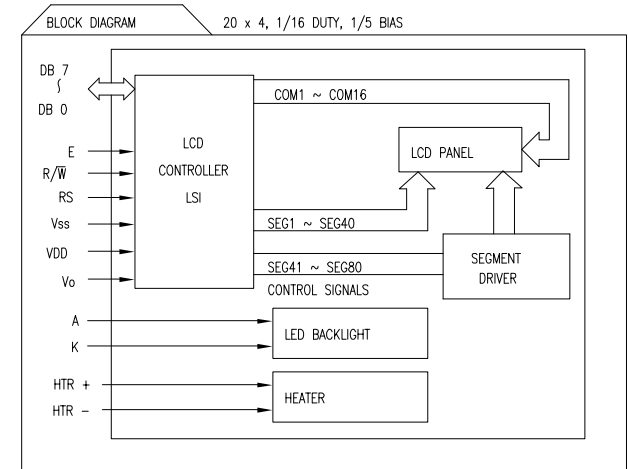 BLOCK DIAGRAM
20 x 4, 1/16 DUTY, 1/5 BIAS
DB 7
∫
DB 0
E
R/W̅
RS
Vss
VDD
Vo
A
K
HTR +
HTR −
LCD
CONTROLLER
LSI
COM1 ~ COM16
LCD PANEL
SEG1 ~ SEG40
SEG41 ~ SEG80
CONTROL SIGNALS
SEGMENT
DRIVER
LED BACKLIGHT
HEATER